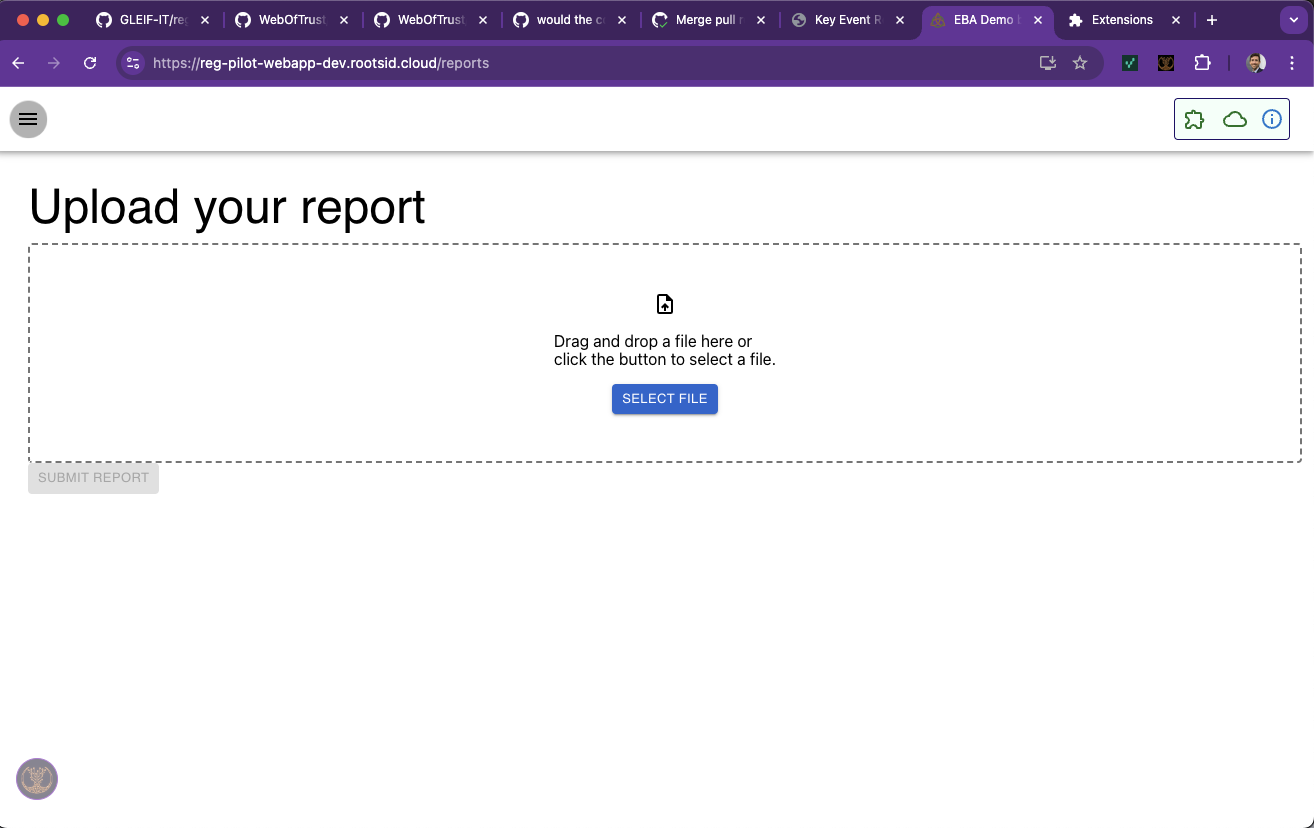 GLEIF-IT/reg
WebOfTrust
WebOfTrust
would the co
Merge pull r
Key Event R
EBA Demo
Extensions
https://reg-pilot-webapp-dev.rootsid.cloud/reports
Upload your report
Drag and drop a file here or
click the button to select a file.
SELECT FILE
SUBMIT REPORT